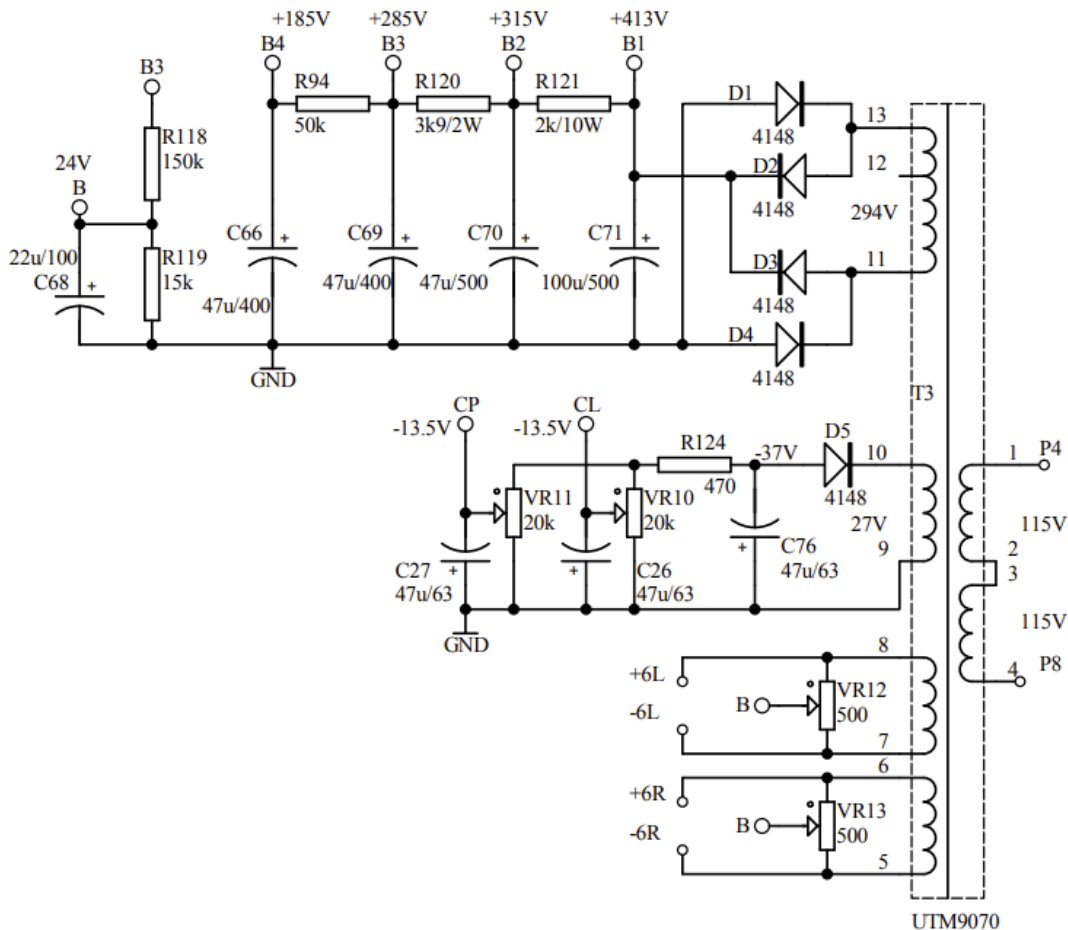 +185V
+285V
+315V
+413V
B4
B3
B2
B1
B3
R94
R120
R121
D1
13
50k
3k9/2W
2k/10W
4148
R118
150k
24V
B
D2
12
4148
294V
22u/100
C68
+
R119
15k
C66
+
C69
+
C70
+
C71
+
D3
11
47u/400
47u/400
47u/500
100u/500
4148
D4
4148
GND
T3
CP
CL
-13.5V
-13.5V
R124
-37V
D5
10
1
P4
470
4148
VR11
20k
VR10
20k
27V
115V
9
2
3
C27
+
47u/63
+
C26
47u/63
+
C76
47u/63
GND
115V
8
4
P8
+6L
-6L
B
VR12
500
7
6
+6R
-6R
B
VR13
500
5
UTM9070